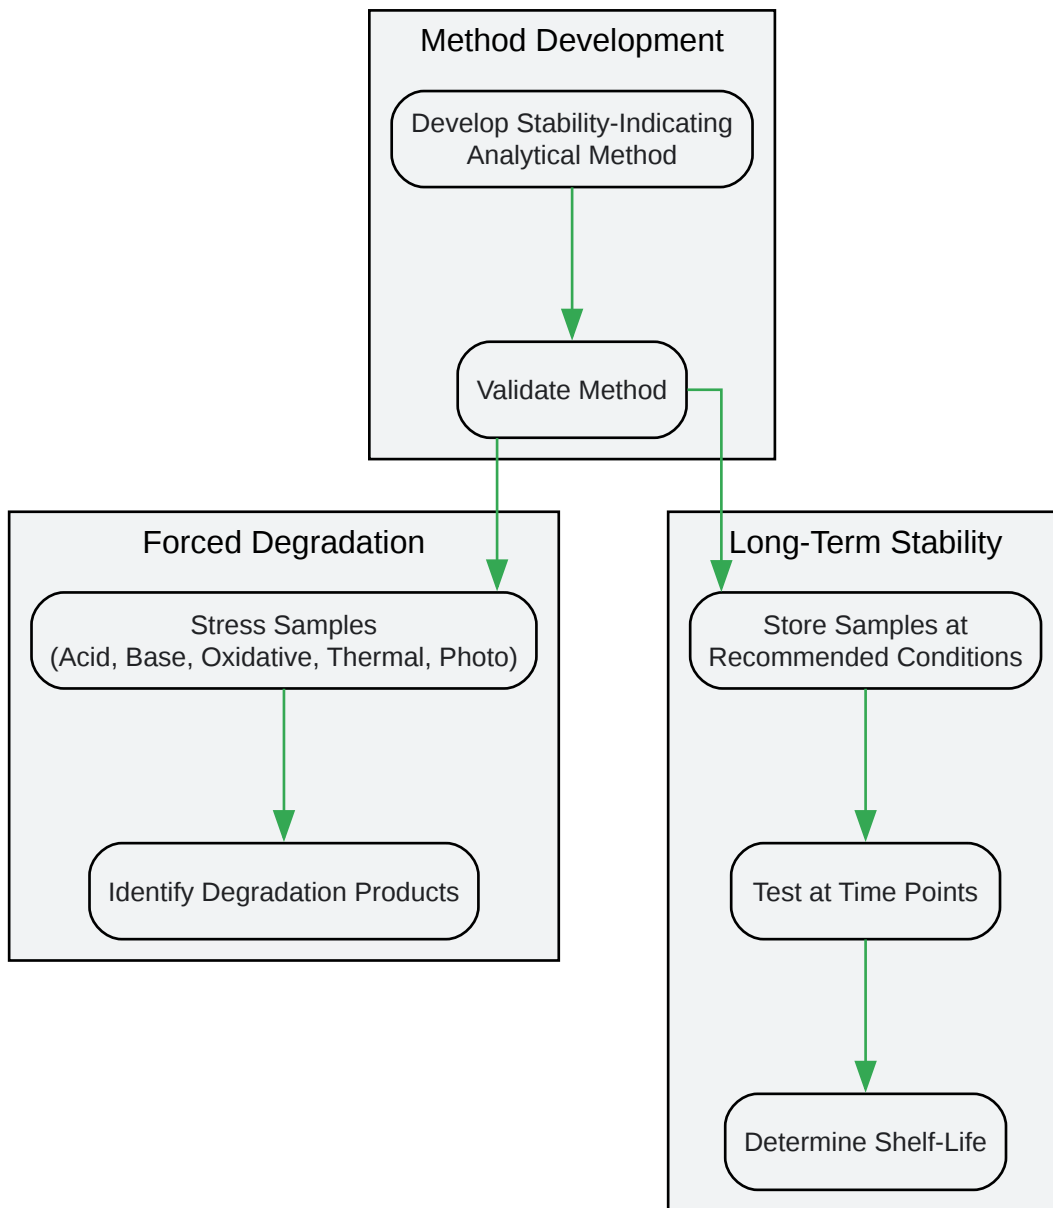 Method Development
Develop Stability-Indicating
Analytical Method
Validate Method
Forced Degradation
Stress Samples
(Acid, Base, Oxidative, Thermal, Photo)
Identify Degradation Products
Long-Term Stability
Store Samples at
Recommended Conditions
Test at Time Points
Determine Shelf-Life